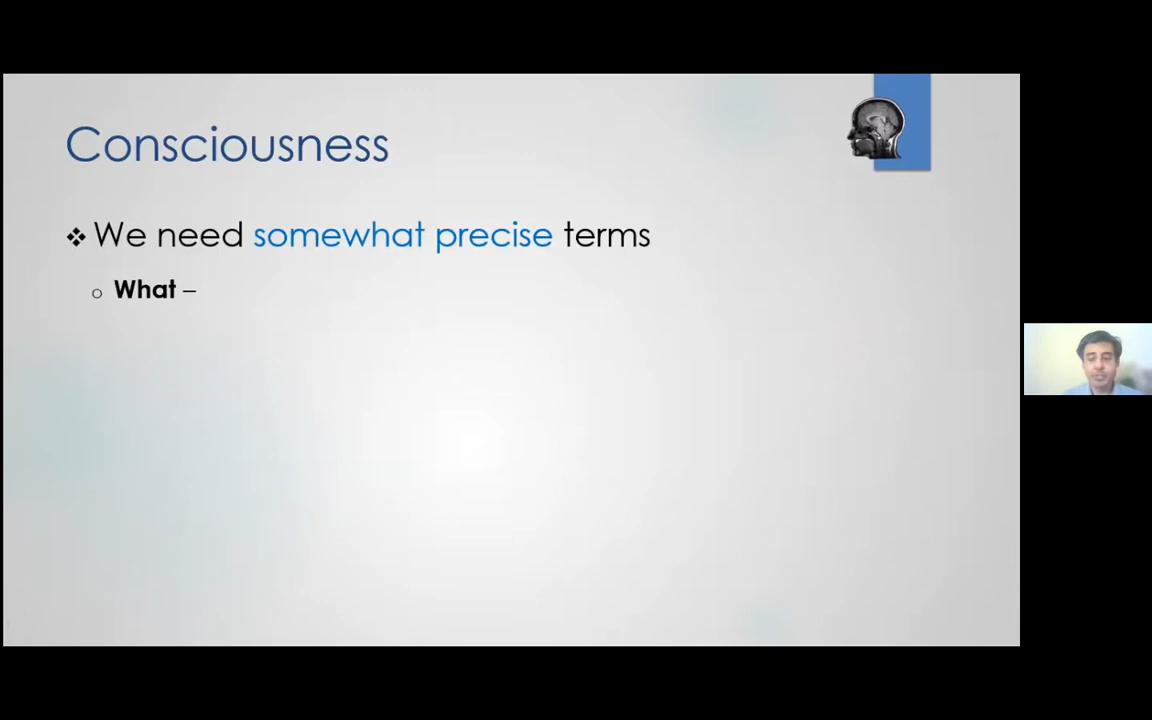 Consciousness
❖ We need somewhat precise terms
o What –